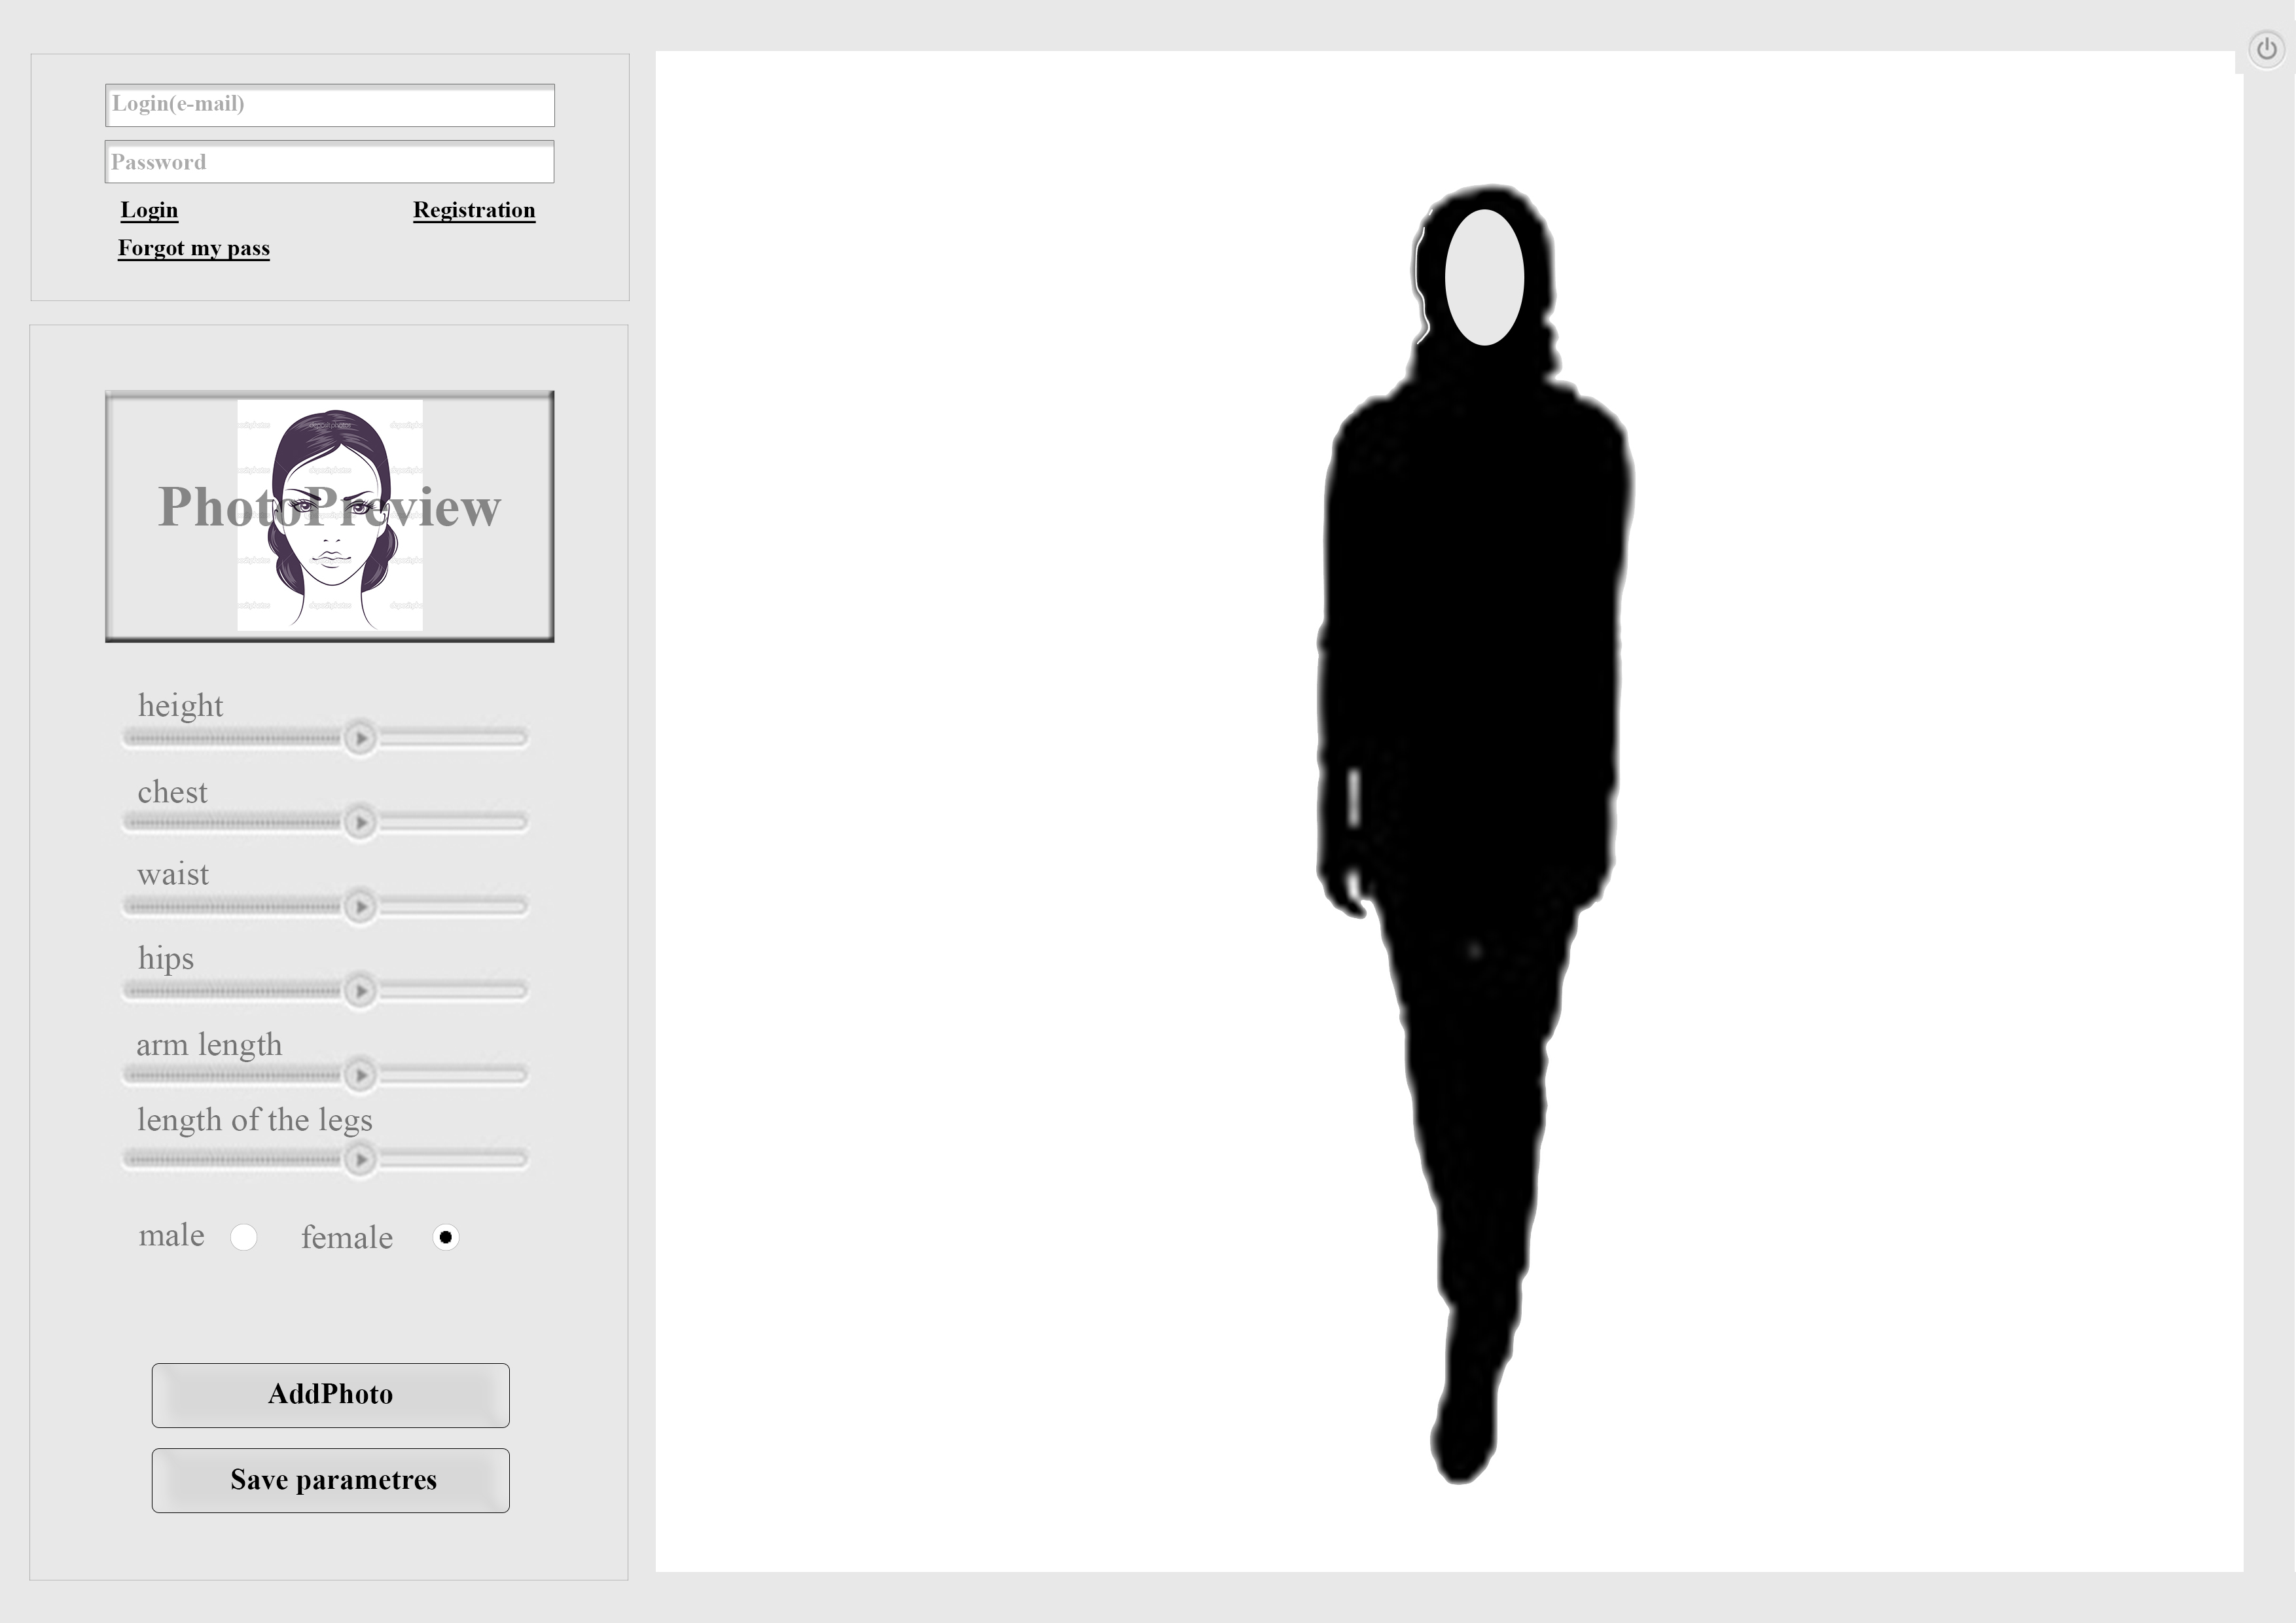 Login(e-mail)
Password
Login Registration
Forgot my pass
PhotoPreview
height
chest
waist
hips
arm length
length of the legs
male female
AddPhoto
Save parametres